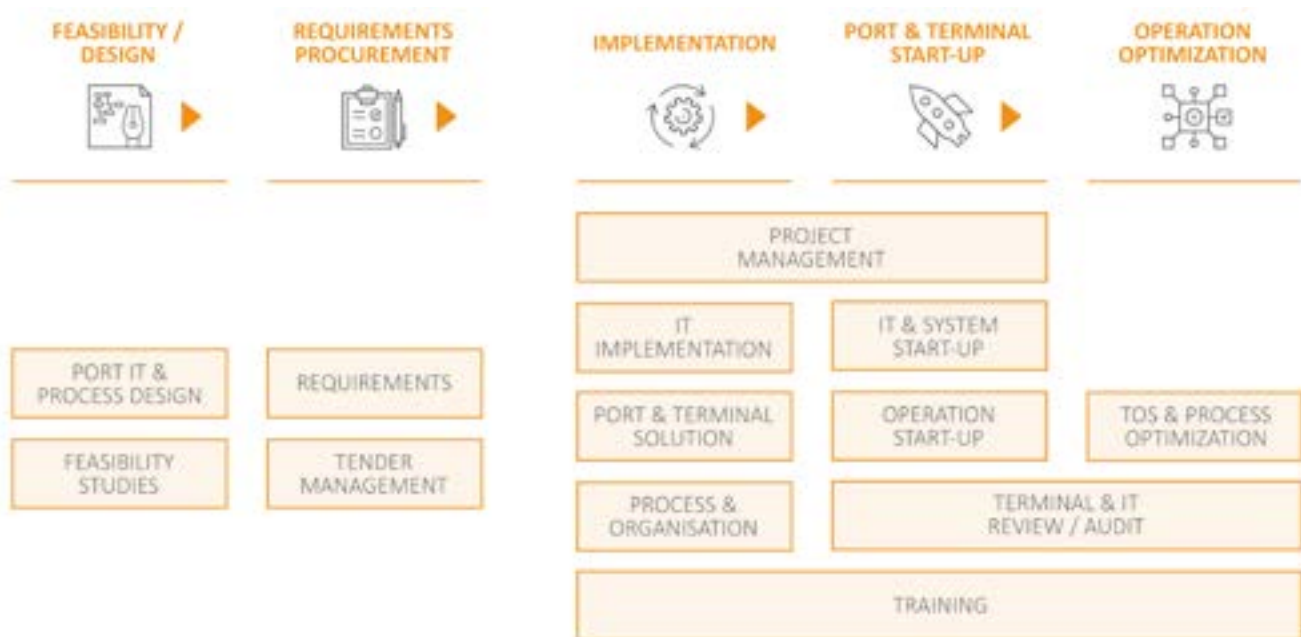 FEASIBILITY /
DESIGN
REQUIREMENTS
PROCUREMENT
IMPLEMENTATION
PORT & TERMINAL
START-UP
OPERATION
OPTIMIZATION
PROJECT
MANAGEMENT
IT
IMPLEMENTATION
IT & SYSTEM
START-UP
PORT IT &
PROCESS DESIGN
REQUIREMENTS
PORT & TERMINAL
SOLUTION
OPERATION
START-UP
TOS & PROCESS
OPTIMIZATION
FEASIBILITY
STUDIES
TENDER
MANAGEMENT
PROCESS &
ORGANISATION
TERMINAL & IT
REVIEW / AUDIT
TRAINING